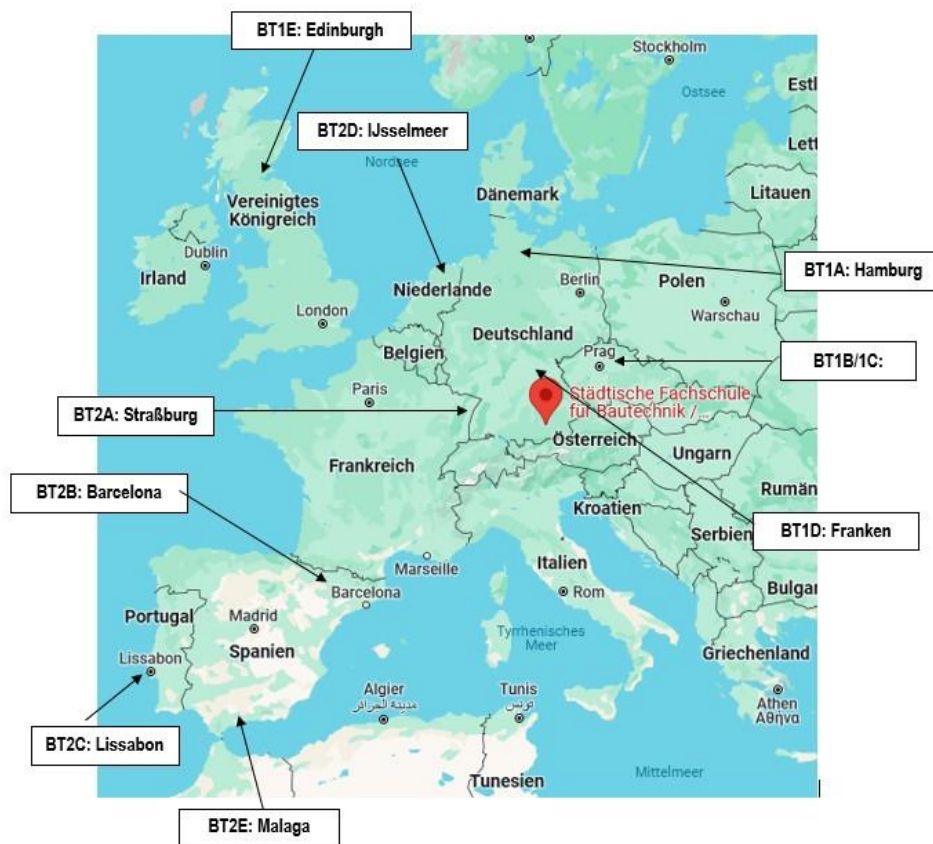 BT1E: Edinburgh
Stockholm
Ostsee
Estl
BT2D: IJsselmeer
Nordsee
Lett
Dänemark
Litauen
Vereinigtes
Königreich
Dublin
Irland
BT1A: Hamburg
Niederlande
Berlin
Polen
London
Warschau
Deutschland
Belgien
Prag
BT1B/1C:
Paris
Städtische Fachschule
für Bautechnik /...
BT2A: Straßburg
Österreich
Ungarn
Frankreich
BT2B: Barcelona
Rumän
Kroatien
Serbien
BT1D: Franken
Marseille
Italien
Bulgar
Barcelona
Rom
Portugal
Madrid
Spanien
Tyrrhenisches
Meer
Griechenland
Lissabon
Algier
مدينة الجزائر
Tunis
تونس
Athen
Αθήνα
BT2C: Lissabon
Tunesien
Mittelmeer
BT2E: Malaga